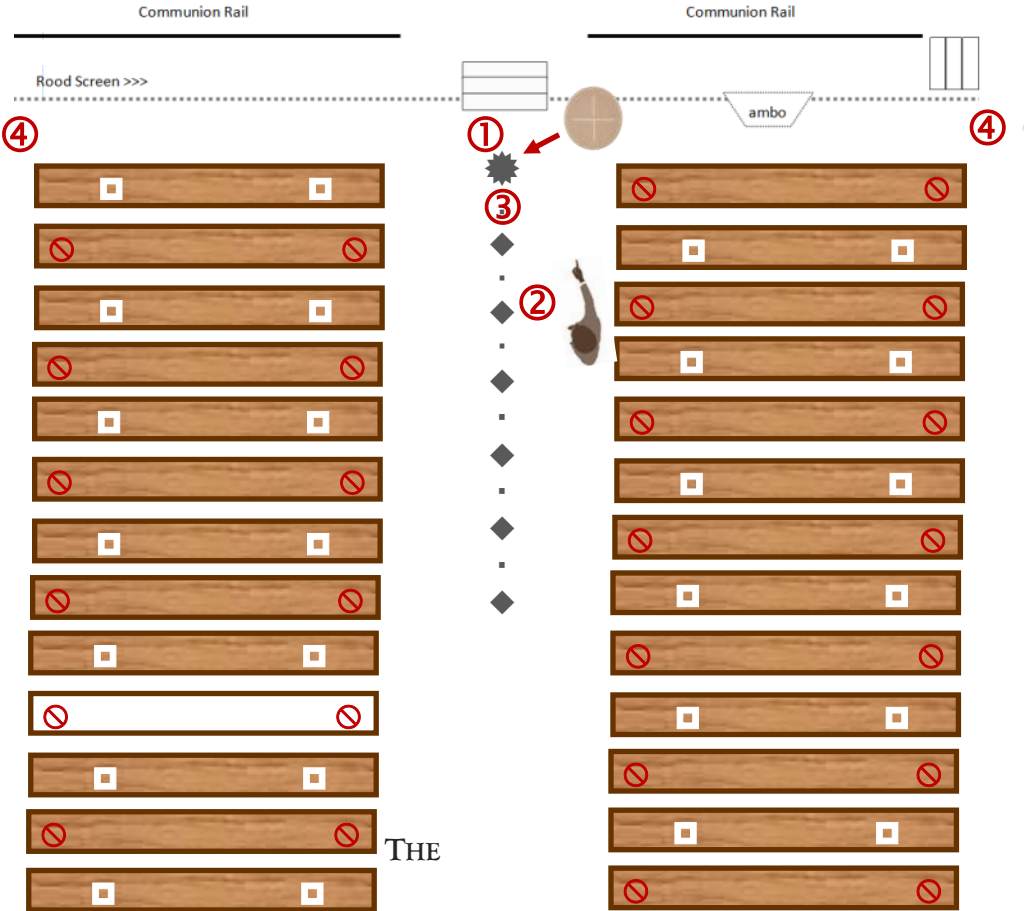 Communion Rail
Communion Rail
Rood Screen >>>
ambo
④
①
④
③
②
THE